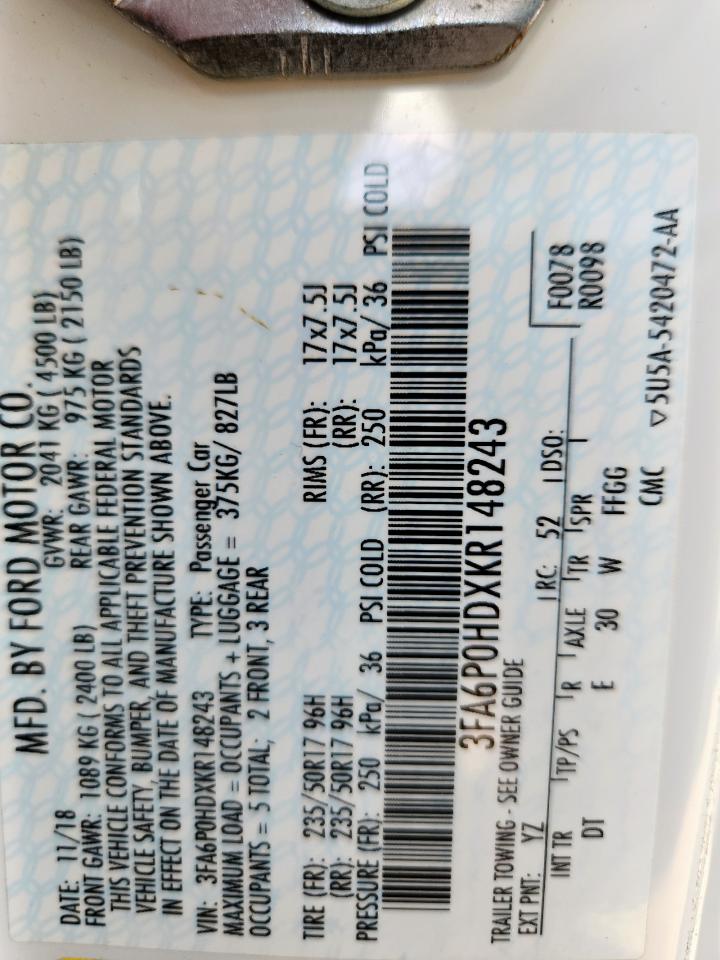 MFD. BY FORD MOTOR CO.
DATE: 11/18 GVWR: 2041 KG ( 4500 LB)
FRONT GAWR: 1089 KG ( 2400 LB) REAR GAWR: 975 KG ( 2150 LB)
THIS VEHICLE CONFORMS TO ALL APPLICABLE FEDERAL MOTOR
VEHICLE SAFETY, BUMPER, AND THEFT PREVENTION STANDARDS
IN EFFECT ON THE DATE OF MANUFACTURE SHOWN ABOVE.
VIN: 3FA6P0HDXKR148243 TYPE: Passenger Car
MAXIMUM LOAD = OCCUPANTS + LUGGAGE = 375KG/ 827LB
OCCUPANTS = 5 TOTAL; 2 FRONT, 3 REAR
TIRE (FR): 235/50R17 96H RIMS (FR): 17x7.5J
(RR): 235/50R17 96H (RR): 17x7.5J
PRESSURE (FR): 250 kPa/ 36 PSI COLD (RR): 250 kPa/ 36 PSI COLD
3FA6P0HDXKR148243
TRAILER TOWING - SEE OWNER GUIDE F0078
EXT PNT: YZ RC: 52 DSO: R0098
INT TR TP/PS R AXLE TR SPR
DT E 30 W FFGG
CMC ▽5U5A-5420472-AA